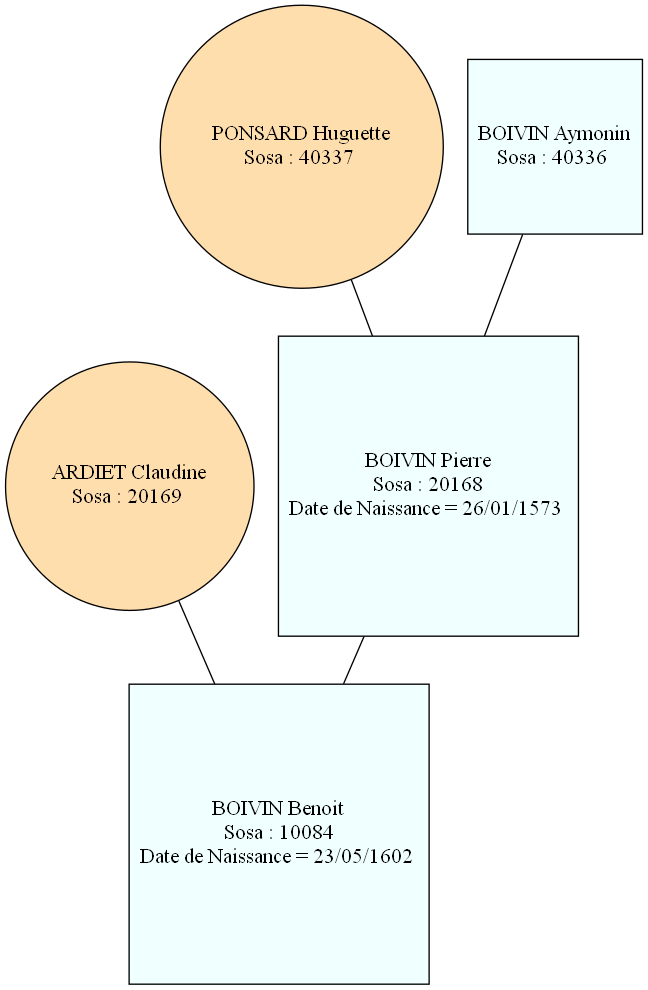 PONSARD Huguette
Sosa : 40337
BOIVIN Aymonin
Sosa : 40336
BOIVIN Pierre
Sosa : 20168
Date de Naissance = 26/01/1573
ARDIET Claudine
Sosa : 20169
BOIVIN Benoit
Sosa : 10084
Date de Naissance = 23/05/1602